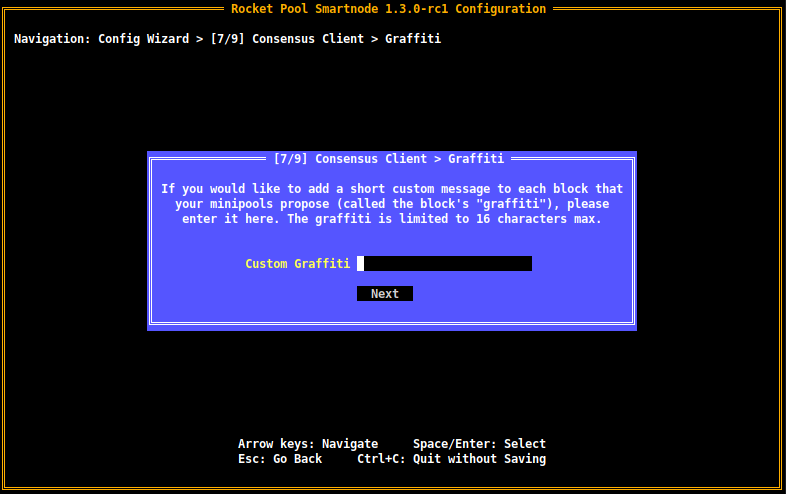 Rocket Pool Smartnode 1.3.0-rc1 Configuration
Navigation: Config Wizard > [7/9] Consensus Client > Graffiti
[7/9] Consensus Client > Graffiti
If you would like to add a short custom message to each block that
your minipools propose (called the block's "graffiti"), please
enter it here. The graffiti is limited to 16 characters max.
Custom Graffiti
Next
Arrow keys: Navigate     Space/Enter: Select
Esc: Go Back     Ctrl+C: Quit without Saving